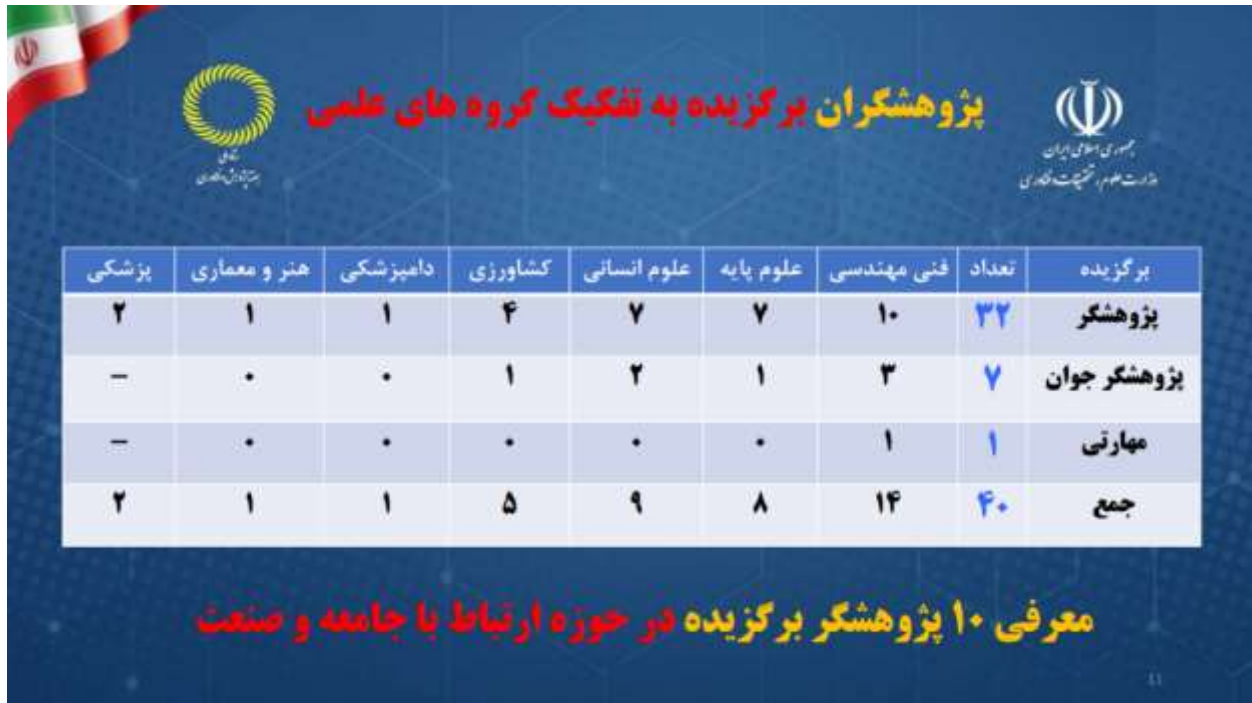 پژوهشگران برگزیده به تفکیک گروه های علمی
جمهوری اسلامی ایران
وزارت علوم، تحقیقات و فناوری
برگزیده تعداد فنی مهندسی علوم پایه علوم انسانی کشاورزی دامپزشکی هنر و معماری پزشکی
پژوهشگر ۳۲ ۱۰ ۷ ۷ ۴ ۱ ۱ ۲
پژوهشگر جوان ۷ ۳ ۱ ۲ ۱ ۰ ۰ –
مهارتی ۱ ۱ ۰ ۰ ۰ ۰ ۰ –
جمع ۴۰ ۱۴ ۸ ۹ ۵ ۱ ۱ ۲
معرفی ۱۰ پژوهشگر برگزیده در حوزه ارتباط با جامعه و صنعت
11